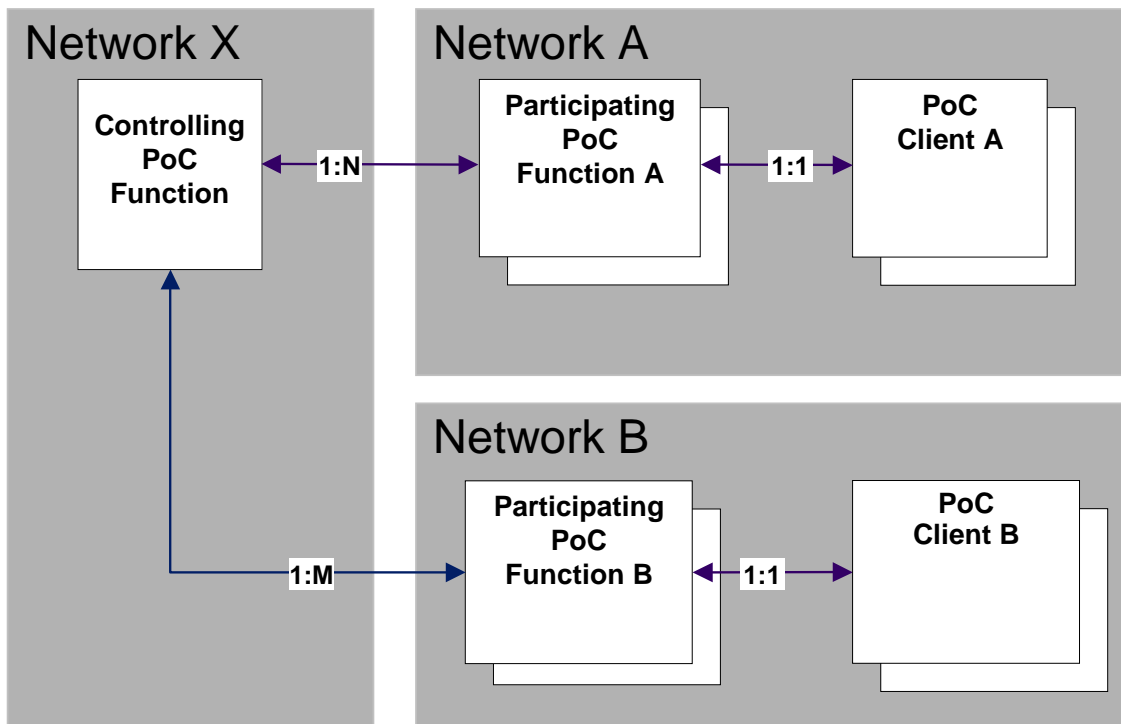 Network X
Controlling
PoC
Function
1:N
Network A
Participating
PoC
Function A
1:1
PoC
Client A
Network B
1:M
Participating
PoC
Function B
1:1
PoC
Client B